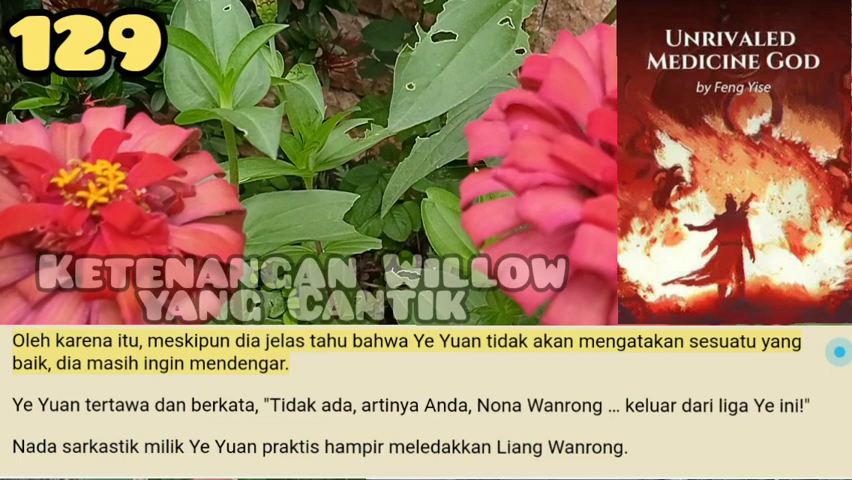 129
UNRIVALED
MEDICINE GOD
by Feng Yise
KETENANGAN WILLOW
YANG CANTIK
Oleh karena itu, meskipun dia jelas tahu bahwa Ye Yuan tidak akan mengatakan sesuatu yang
baik, dia masih ingin mendengar.
Ye Yuan tertawa dan berkata, "Tidak ada, artinya Anda, Nona Wanrong ... keluar dari liga Ye ini!"
Nada sarkastik milik Ye Yuan praktis hampir meledakkan Liang Wanrong.